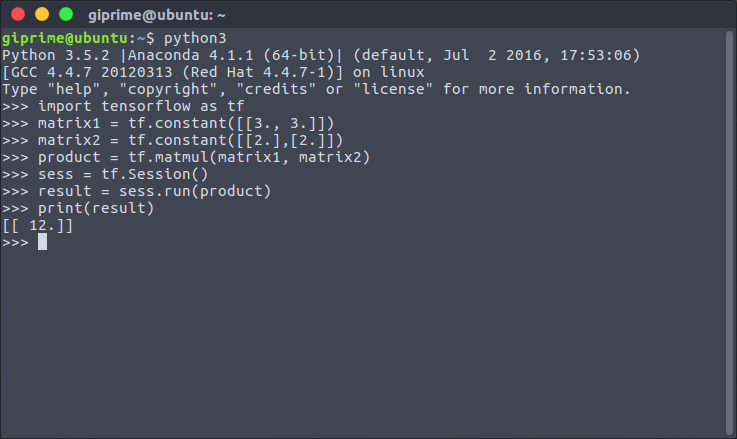 giprime@ubuntu: ~
giprime@ubuntu:~$ python3
Python 3.5.2 |Anaconda 4.1.1 (64-bit)| (default, Jul  2 2016, 17:53:06)
[GCC 4.4.7 20120313 (Red Hat 4.4.7-1)] on linux
Type "help", "copyright", "credits" or "license" for more information.
>>> import tensorflow as tf
>>> matrix1 = tf.constant([[3., 3.]])
>>> matrix2 = tf.constant([[2.],[2.]])
>>> product = tf.matmul(matrix1, matrix2)
>>> sess = tf.Session()
>>> result = sess.run(product)
>>> print(result)
[[ 12.]]
>>>